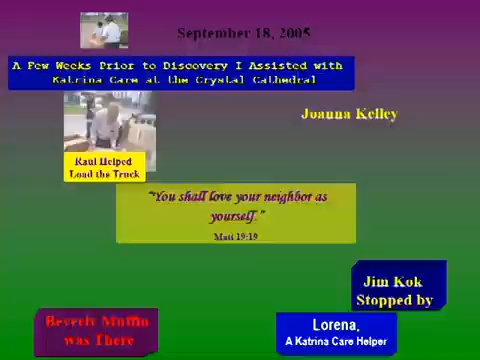 September 18, 2005
A Few Weeks Prior to Discovery I Assisted with
Katrina Care at the Crystal Cathedral
Joanna Kelley
Raul Helped
Load the Truck
“You shall love your neighbor as
yourself.”
Matt 19:19
Jim Kok
Stopped by
Beverly Muffin
was There
Lorena,
A Katrina Care Helper